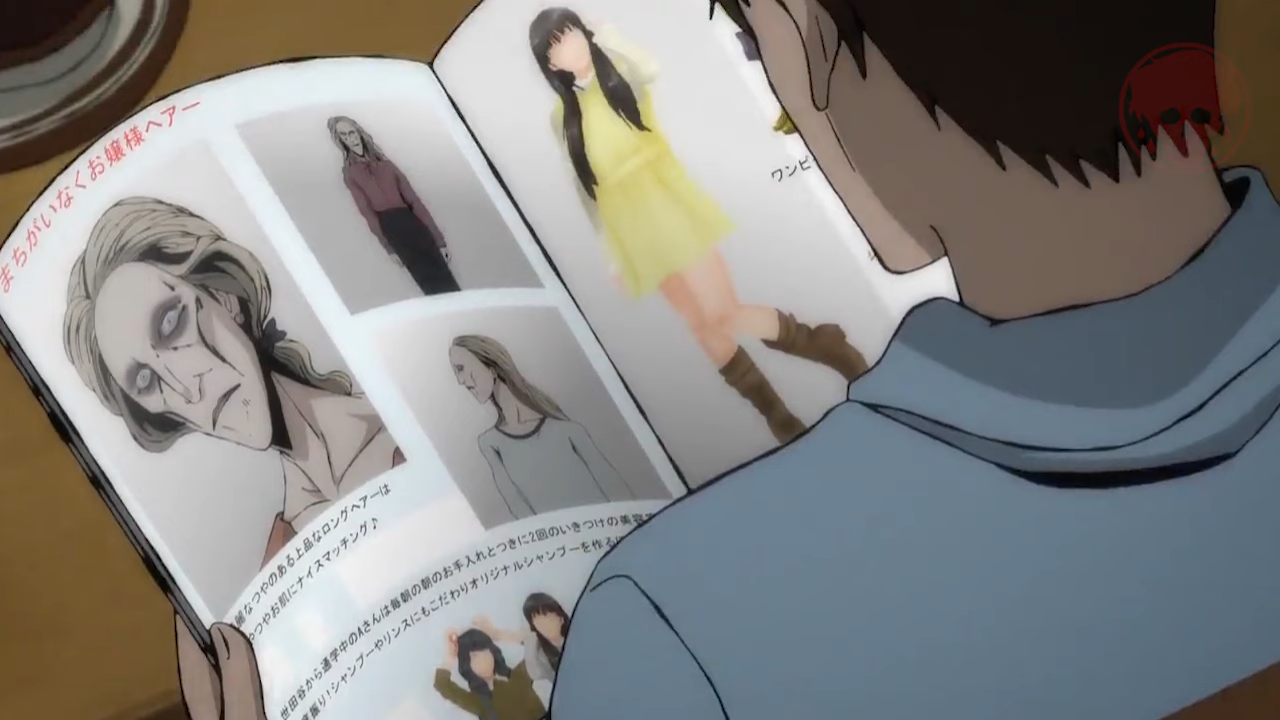 まちがいなくお嬢様ヘアー
なつやのある上品なロングヘアーは
つやお肌にナイスマッチング♪
世田谷から通学中のAさんは毎朝の朝のお手入れとつきに2回のいきつけの美容
振り！シャンプーやリンスにもこだわりオリジナルシャンプーを作る
ワンピ